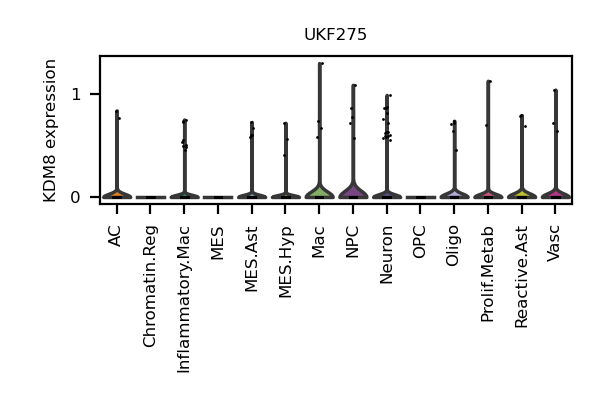 UKF275
KDM8 expression
1
0
AC
Chromatin.Reg
Inflammatory.Mac
MES
MES.Ast
MES.Hyp
Mac
NPC
Neuron
OPC
Oligo
Prolif.Metab
Reactive.Ast
Vasc